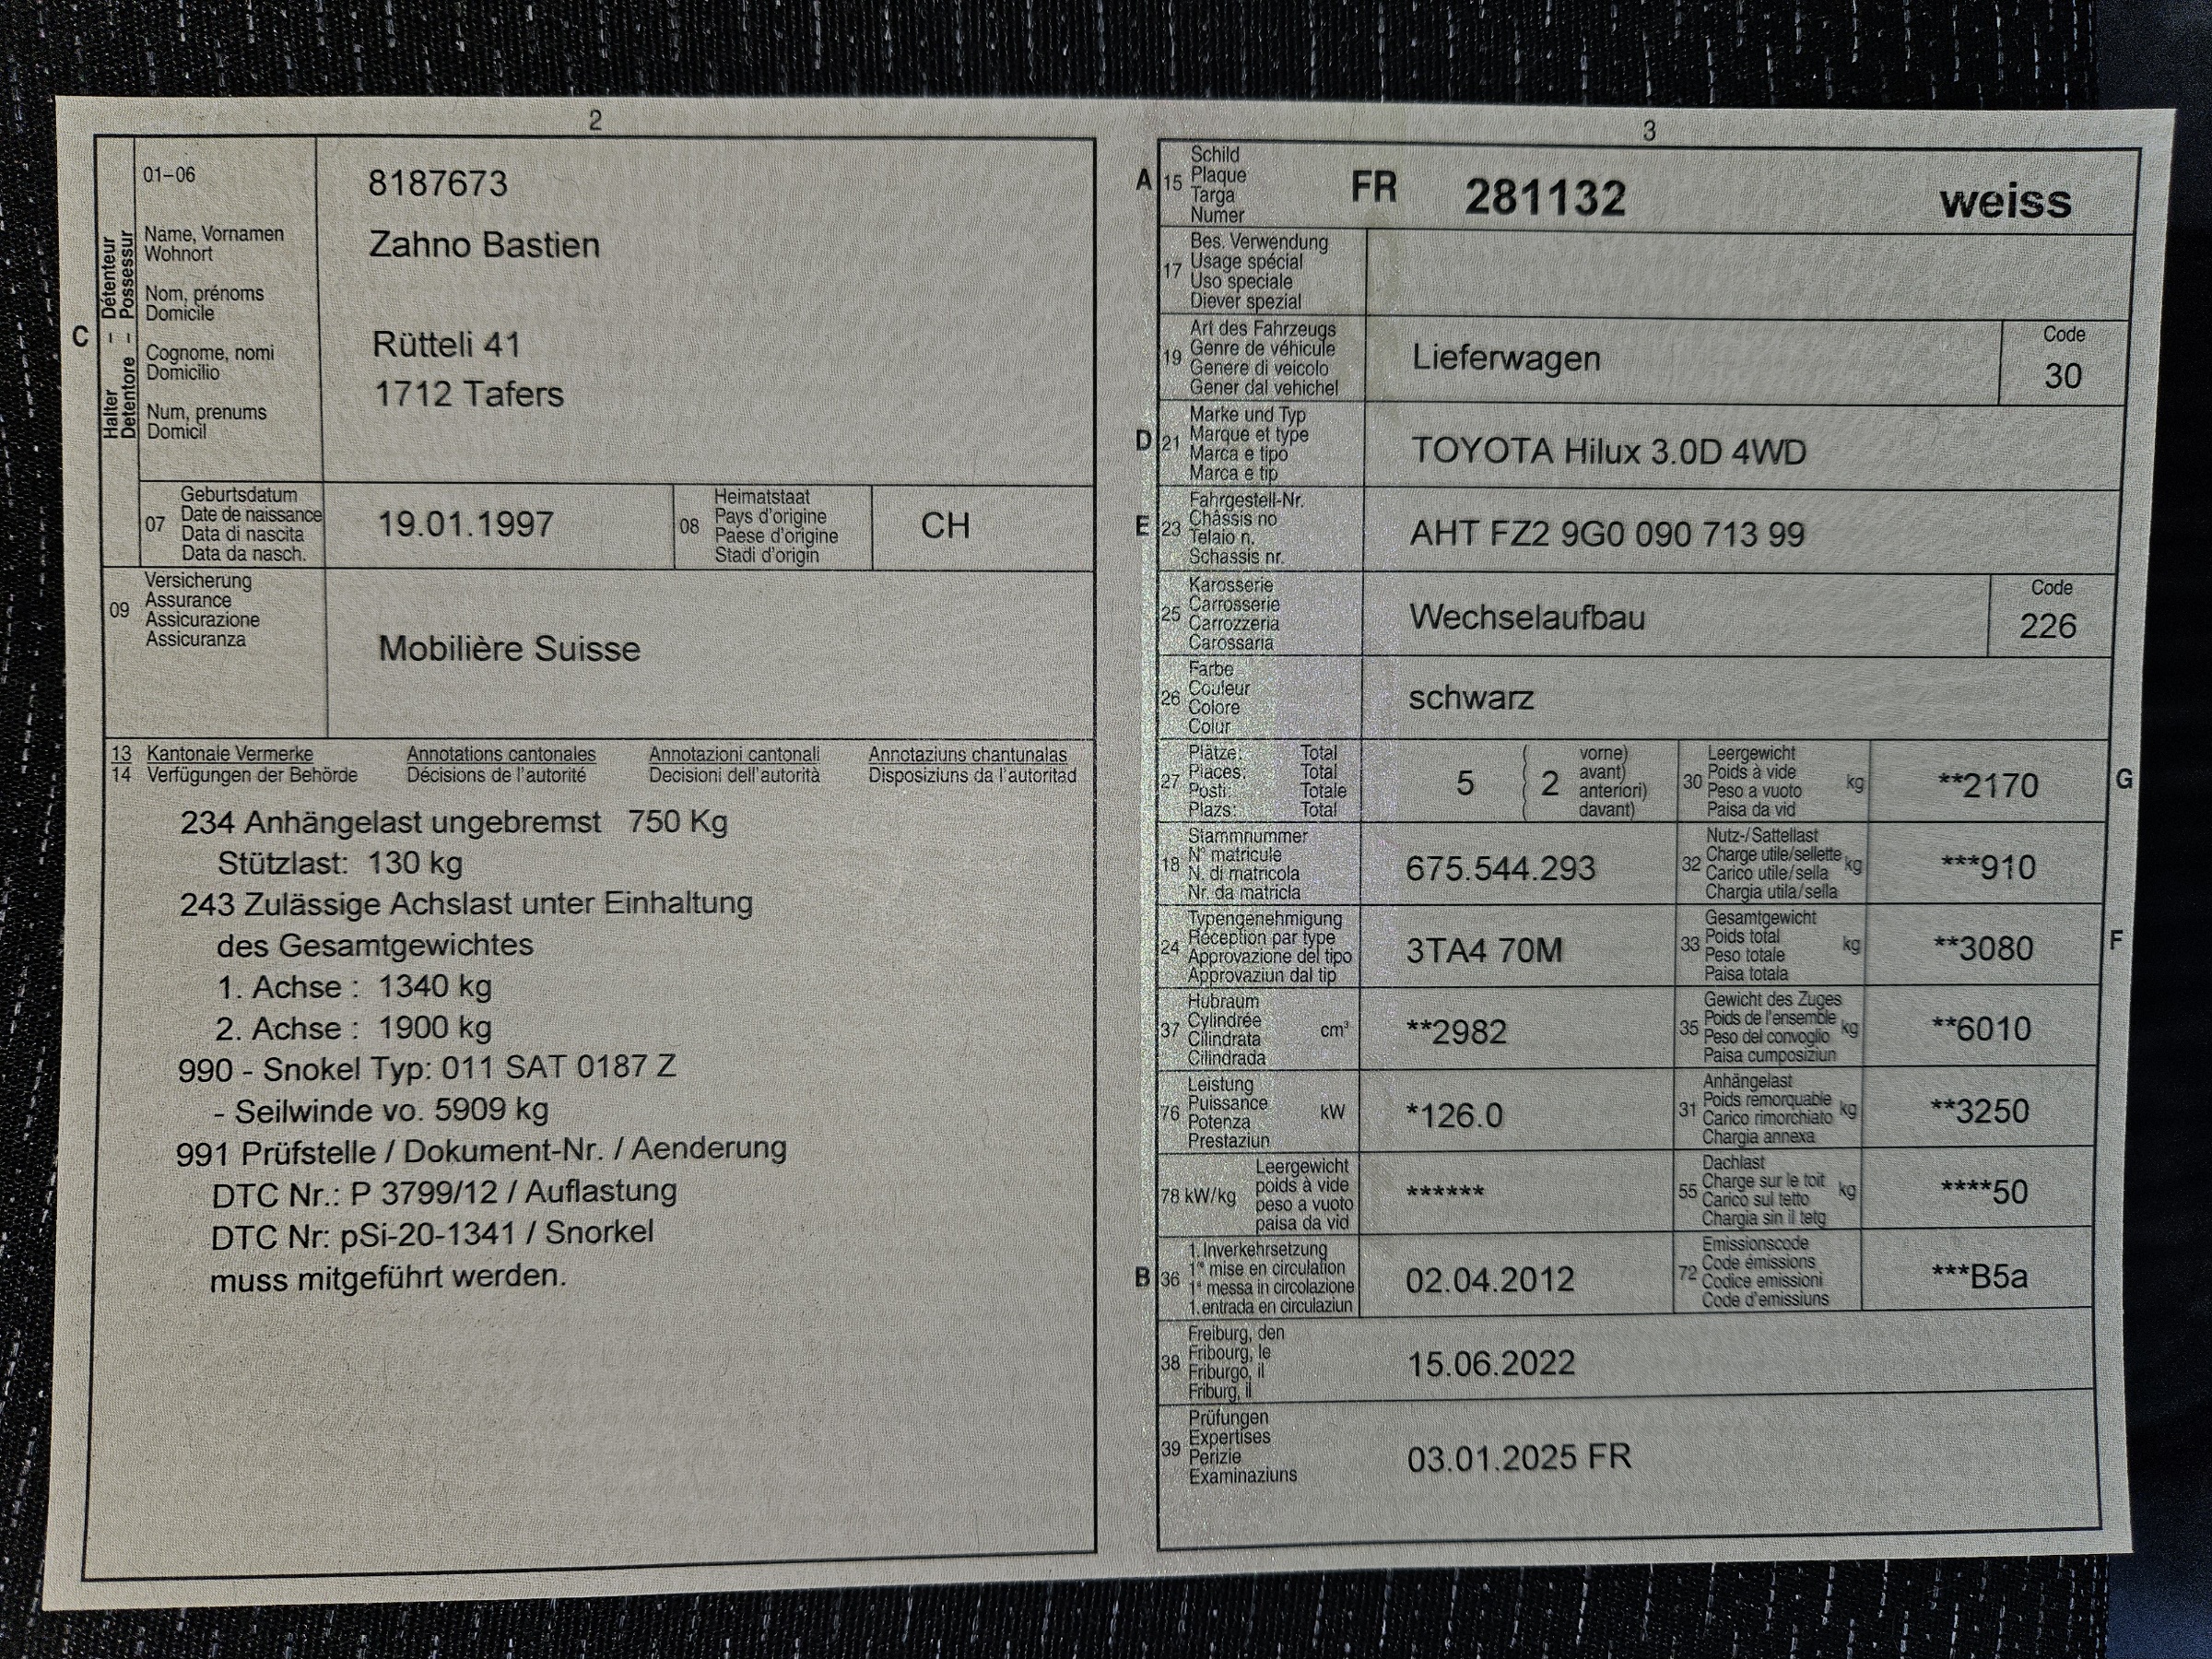 2
01–06
8187673
Name, Vornamen
Wohnort
Zahno Bastien
Nom, prénoms
Domicile
Cognome, nomi
Domicilio
Rütteli 41
1712 Tafers
Num, prenums
Domicil
C
Halter – Détenteur
Detentore – Possessur
07
Geburtsdatum
Date de naissance
Data di nascita
Data da nasch.
19.01.1997
08
Heimatstaat
Pays d'origine
Paese d'origine
Stadi d'origin
CH
09
Versicherung
Assurance
Assicurazione
Assicuranza
Mobilière Suisse
13 Kantonale Vermerke Annotations cantonales Annotazioni cantonali Annotaziuns chantunalas
14 Verfügungen der Behörde Décisions de l'autorité Decisioni dell'autorità Disposiziuns da l'autoritad
234 Anhängelast ungebremst 750 Kg
Stützlast: 130 kg
243 Zulässige Achslast unter Einhaltung
des Gesamtgewichtes
1. Achse : 1340 kg
2. Achse : 1900 kg
990 - Snokel Typ: 011 SAT 0187 Z
- Seilwinde vo. 5909 kg
991 Prüfstelle / Dokument-Nr. / Aenderung
DTC Nr.: P 3799/12 / Auflastung
DTC Nr: pSi-20-1341 / Snorkel
muss mitgeführt werden.
3
A 15
Schild
Plaque
Targa
Numer
FR 281132 weiss
17
Bes. Verwendung
Usage spécial
Uso speciale
Diever spezial
19
Art des Fahrzeugs
Genre de véhicule
Genere di veicolo
Gener dal vehichel
Lieferwagen
Code
30
D 21
Marke und Typ
Marque et type
Marca e tipo
Marca e tip
TOYOTA Hilux 3.0D 4WD
E 23
Fahrgestell-Nr.
Châssis no
Telaio n.
Schassis nr.
AHT FZ2 9G0 090 713 99
25
Karosserie
Carrosserie
Carrozzeria
Carossaria
Wechselaufbau
Code
226
26
Farbe
Couleur
Colore
Colur
schwarz
27
Plätze: Total
Places: Total
Posti: Totale
Plazs: Total
5 ( 2
vorne)
avant)
anteriori)
davant)
30
Leergewicht
Poids à vide
Peso a vuoto
Paisa da vid
kg
**2170
G
18
Stammnummer
N° matricule
N. di matricola
Nr. da matricla
675.544.293
32
Nutz-/Sattellast
Charge utile/sellette
Carico utile/sella
Chargia utila/sella
kg
***910
24
Typengenehmigung
Réception par type
Approvazione del tipo
Approvaziun dal tip
3TA4 70M
33
Gesamtgewicht
Poids total
Peso totale
Paisa totala
kg
**3080
F
37
Hubraum
Cylindrée
Cilindrata
Cilindrada
cm³
**2982
35
Gewicht des Zuges
Poids de l'ensemble
Peso del convoglio
Paisa cumposiziun
kg
**6010
76
Leistung
Puissance
Potenza
Prestaziun
kW
*126.0
31
Anhängelast
Poids remorquable
Carico rimorchiato
Chargia annexa
kg
**3250
78 kW/kg
Leergewicht
poids à vide
peso a vuoto
paisa da vid
******
55
Dachlast
Charge sur le toit
Carico sul tetto
Chargia sin il tetg
kg
****50
B 36
1. Inverkehrsetzung
1re mise en circulation
1a messa in circolazione
1. entrada en circulaziun
02.04.2012
72
Emissionscode
Code émissions
Codice emissioni
Code d'emissiuns
***B5a
38
Freiburg, den
Fribourg, le
Friburgo, il
Friburg, il
15.06.2022
39
Prüfungen
Expertises
Perizie
Examinaziuns
03.01.2025 FR